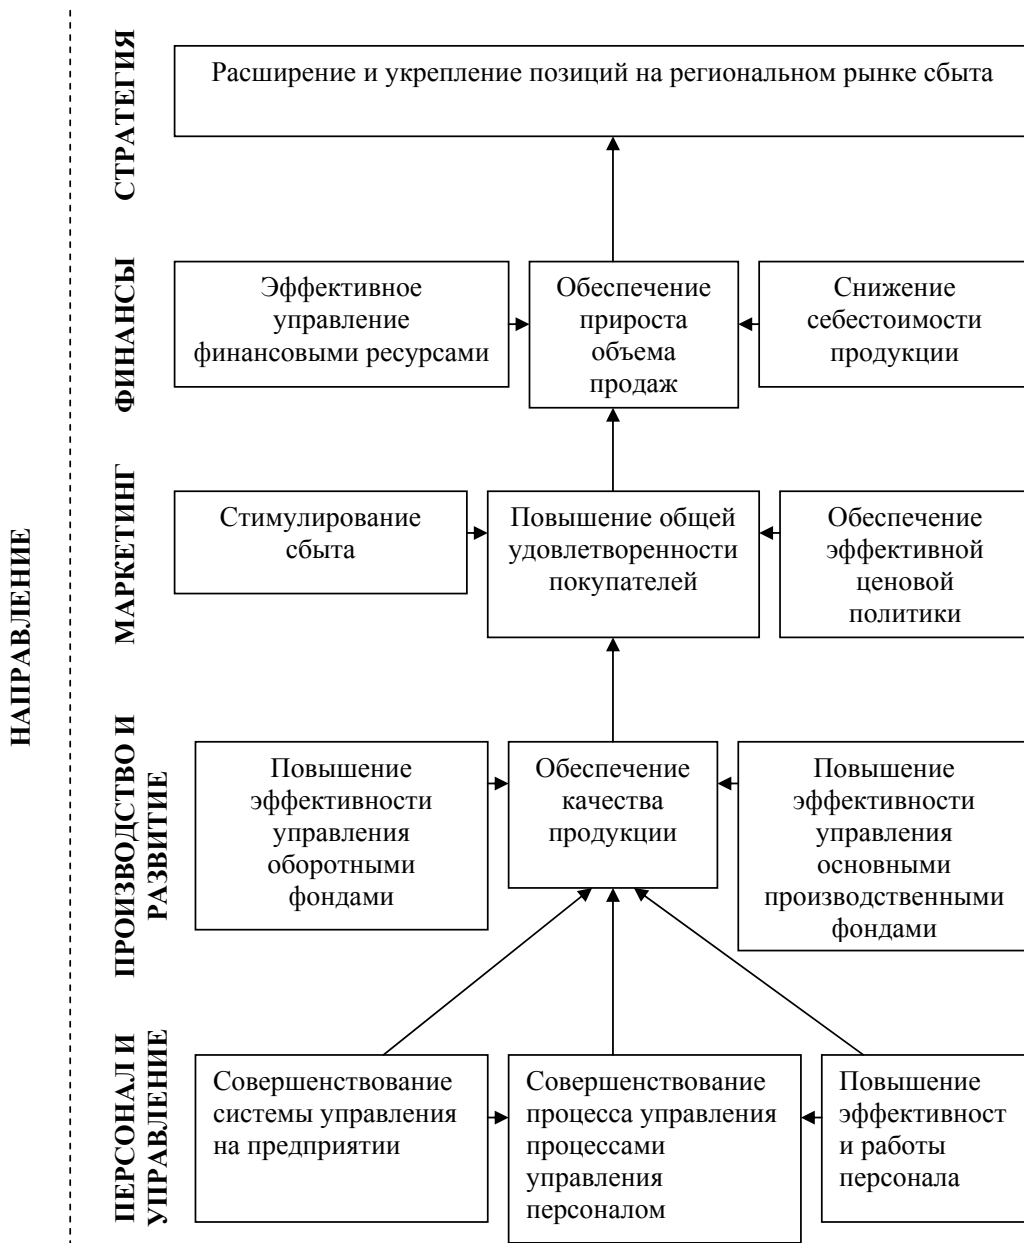 НАПРАВЛЕНИЕ
СТРАТЕГИЯ
Расширение и укрепление позиций на региональном рынке сбыта
ФИНАНСЫ
Эффективное
управление
финансовыми ресурсами
Обеспечение
прироста
объема
продаж
Снижение
себестоимости
продукции
МАРКЕТИНГ
Стимулирование
сбыта
Повышение общей
удовлетворенности
покупателей
Обеспечение
эффективной
ценовой
политики
ПРОИЗВОДСТВО И
РАЗВИТИЕ
Повышение
эффективности
управления
оборотными
фондами
Обеспечение
качества
продукции
Повышение
эффективности
управления
основными
производственными
фондами
ПЕРСОНАЛ И
УПРАВЛЕНИЕ
Совершенствование
системы управления
на предприятии
Совершенствование
процесса управления
процессами
управления
персоналом
Повышение
эффективност
и работы
персонала